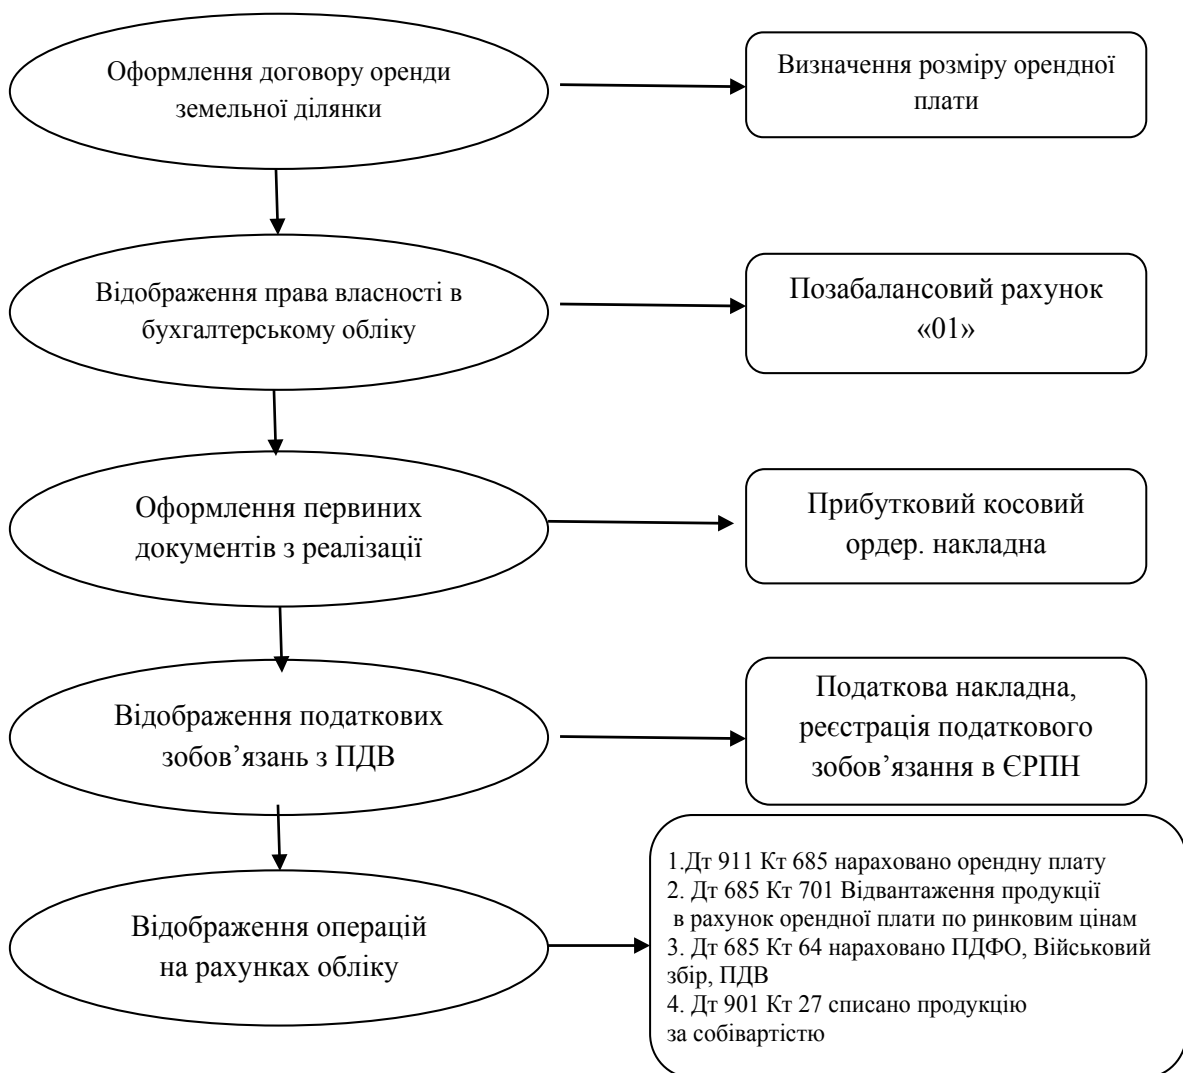 Оформлення договору оренди
земельної ділянки
Визначення розміру орендної
плати
Відображення права власності в
бухгалтерському обліку
Позабалансовий рахунок
«01»
Оформлення первиних
документів з реалізації
Прибутковий косовий
ордер. накладна
Відображення податкових
зобов’язань з ПДВ
Податкова накладна,
реєстрація податкового
зобов’язання в ЄРПН
Відображення операцій
на рахунках обліку
1.Дт 911 Кт 685 нараховано орендну плату
2. Дт 685 Кт 701 Відвантаження продукції
в рахунок орендної плати по ринковим цінам
3. Дт 685 Кт 64 нараховано ПДФО, Військовий
збір, ПДВ
4. Дт 901 Кт 27 списано продукцію
за собівартістю